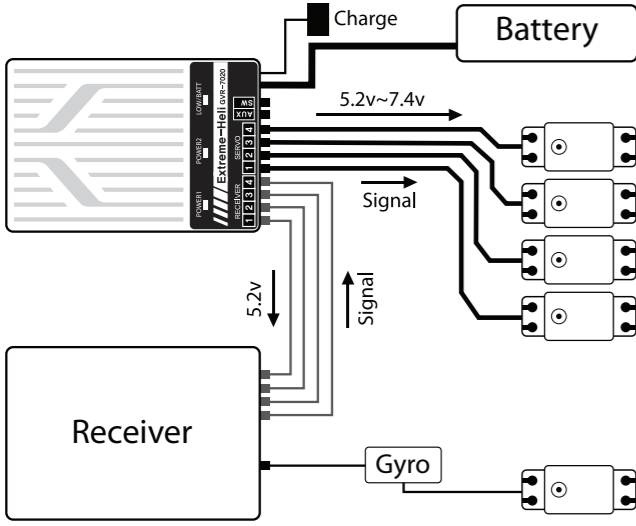 Charge
Battery
LOW/BATT
POWER2
POWER1
Extreme-Heli GVR-7020
SW
AUX
SERVO
4
3
2
1
RECEIVER
4
3
2
1
5.2v~7.4v
Signal
5.2v
Signal
Receiver
Gyro